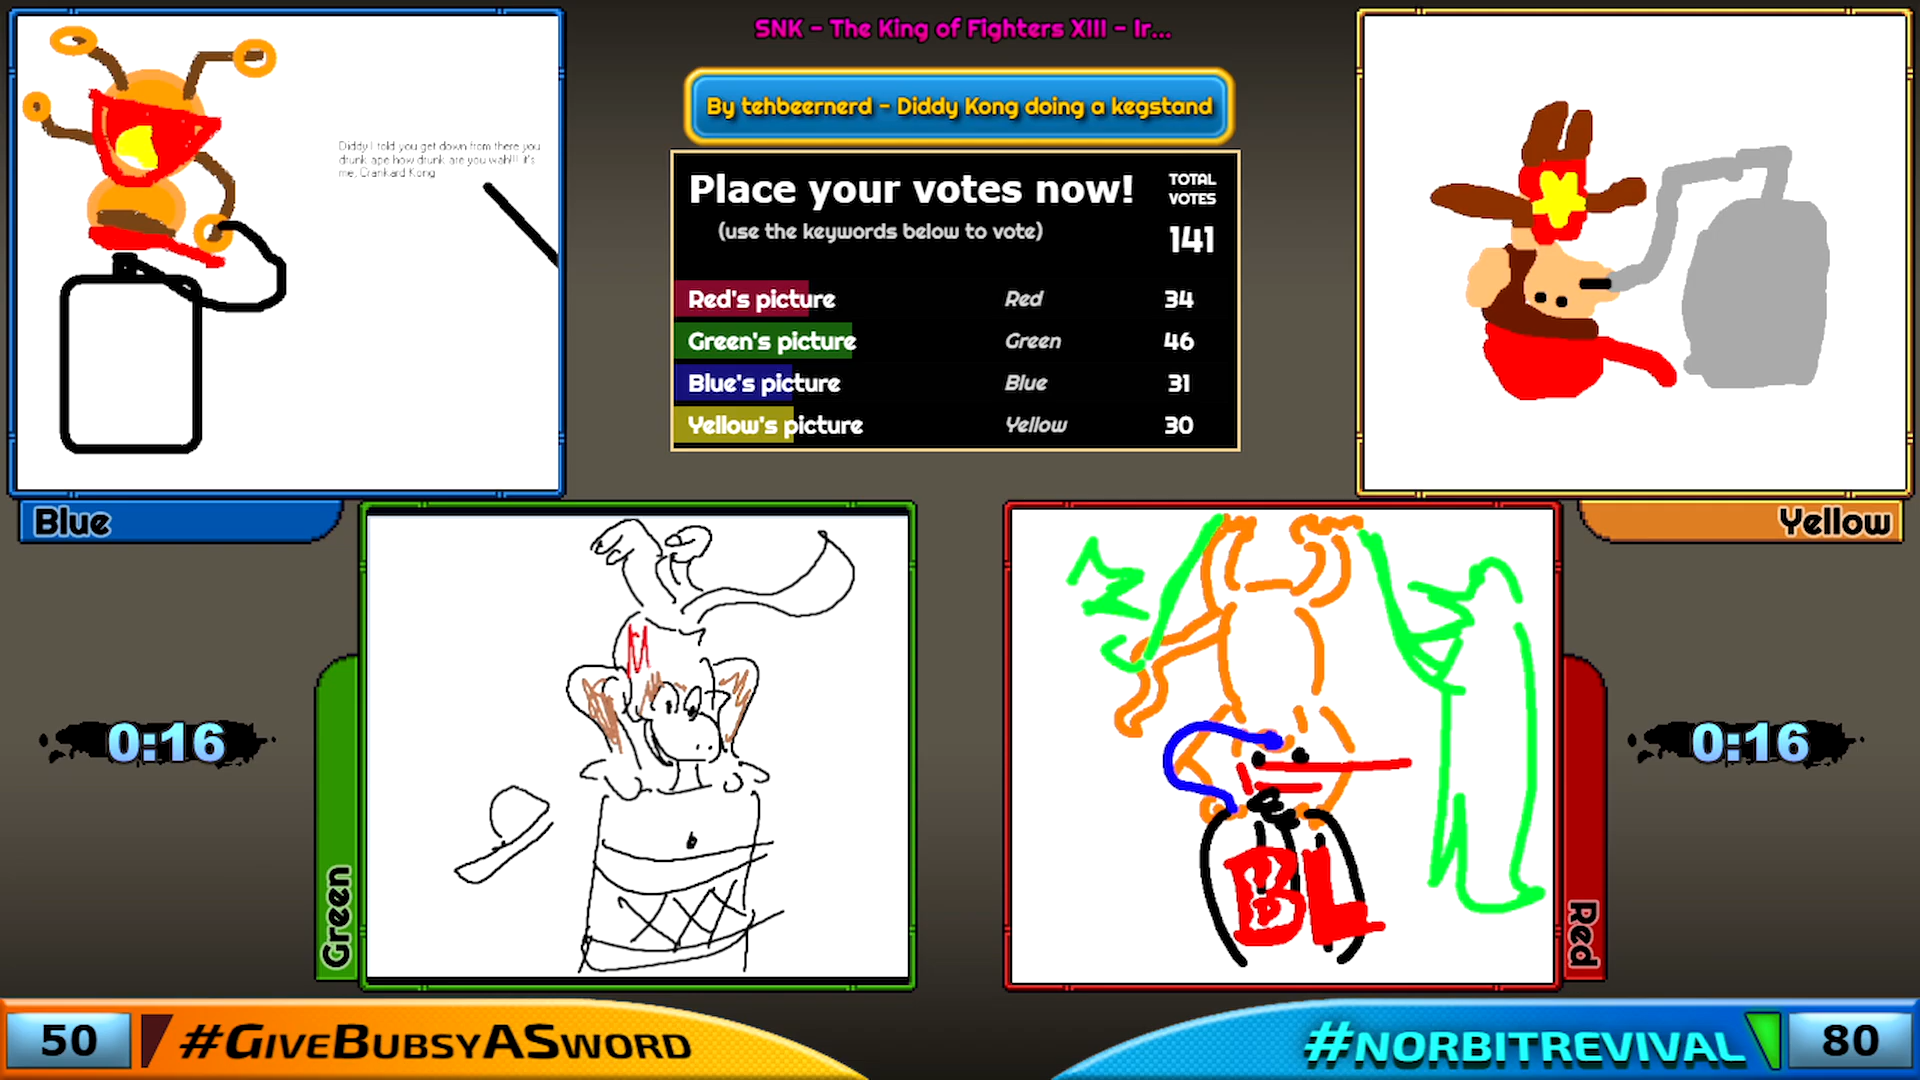 SNK - The King of Fighters XIII - Ir...
By tehbeernerd - Diddy Kong doing a kegstand
Place your votes now!
(use the keywords below to vote)
TOTAL
VOTES
141
Red's picture Red 34
Green's picture Green 46
Blue's picture Blue 31
Yellow's picture Yellow 30
Diddy I told you get down from there you
drunk ape how drunk are you wah!!! it's
me, Crankard Kong
Blue
Yellow
M
XXX
BL
0:16
0:16
Green
Red
50
#GIVEBUBSYASWORD
#NORBITREVIVAL
80